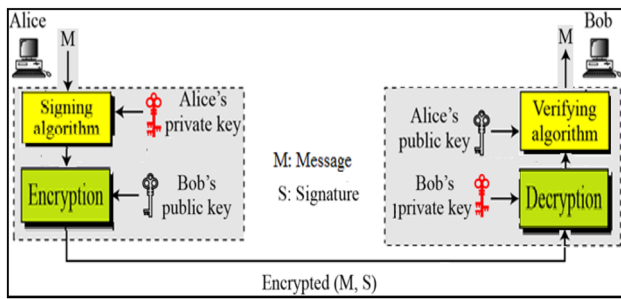 Alice
M
Signing
algorithm
Alice's
private key
Encryption
Bob's
public key
M: Message
S: Signature
Bob
M
Alice's
public key
Verifying
algorithm
Bob's
1private key
Decryption
Encrypted (M, S)